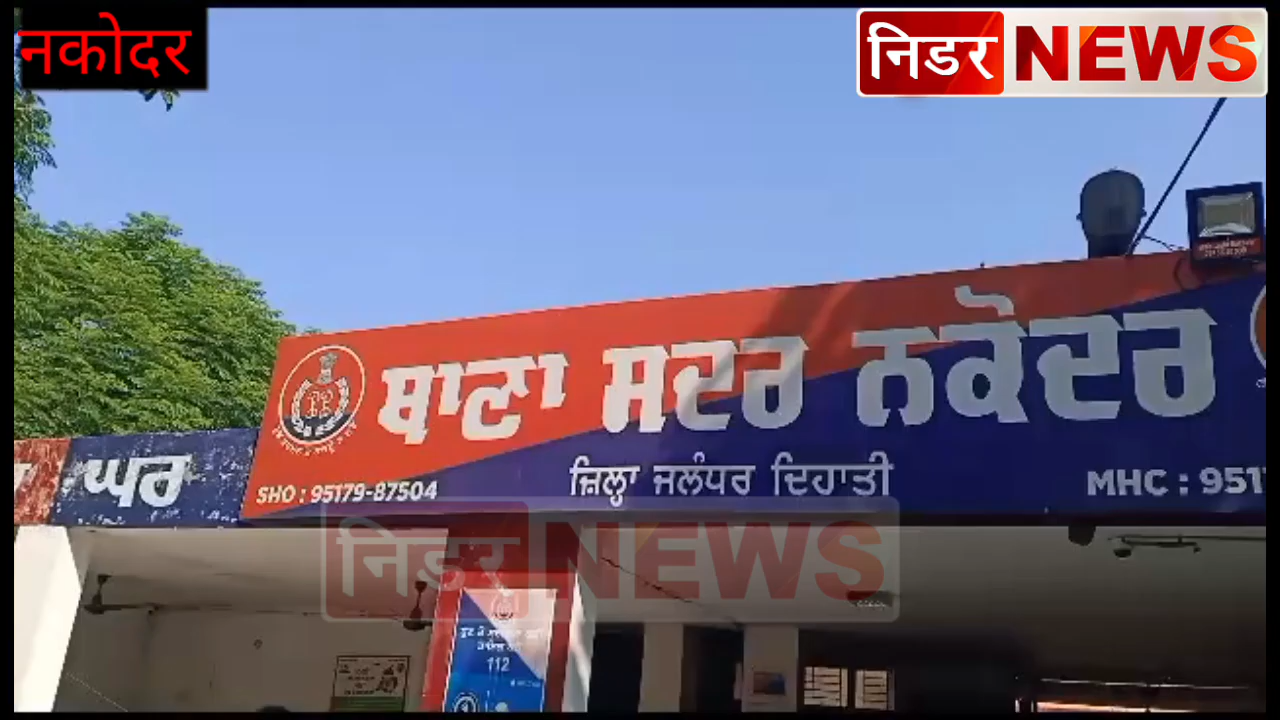 नकोदर
निडर NEWS
ਥਾਣਾ ਸਦਰ ਨਕੋਦਰ
ਘਰ
SHO : 95179-87504
ਜ਼ਿਲ੍ਹਾ ਜਲੰਧਰ ਦਿਹਾਤੀ
MHC : 9517
निडर NEWS
112